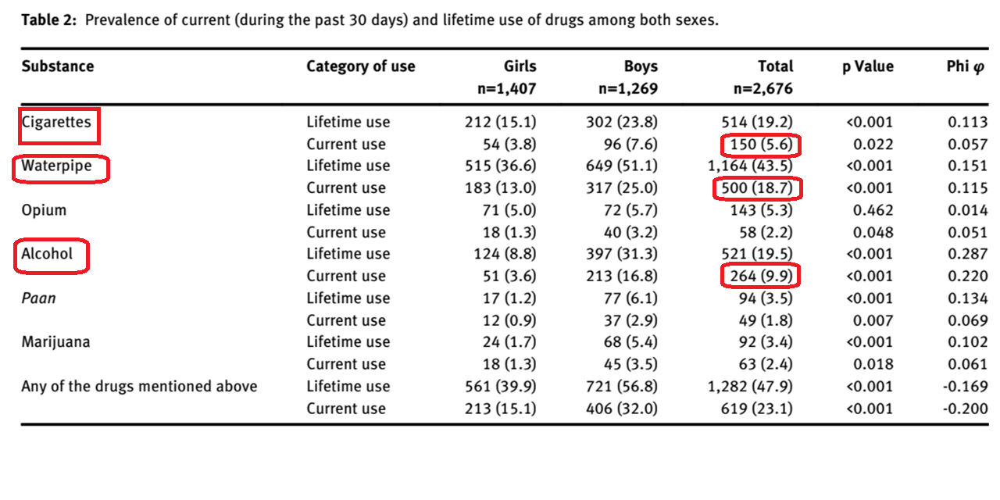 Table 2: Prevalence of current (during the past 30 days) and lifetime use of drugs among both sexes.
Substance Category of use Girls Boys Total p Value Phi φ
n=1,407 n=1,269 n=2,676
Cigarettes Lifetime use 212 (15.1) 302 (23.8) 514 (19.2) <0.001 0.113
Current use 54 (3.8) 96 (7.6) 150 (5.6) 0.022 0.057
Waterpipe Lifetime use 515 (36.6) 649 (51.1) 1,164 (43.5) <0.001 0.151
Current use 183 (13.0) 317 (25.0) 500 (18.7) <0.001 0.115
Opium Lifetime use 71 (5.0) 72 (5.7) 143 (5.3) 0.462 0.014
Current use 18 (1.3) 40 (3.2) 58 (2.2) 0.048 0.051
Alcohol Lifetime use 124 (8.8) 397 (31.3) 521 (19.5) <0.001 0.287
Current use 51 (3.6) 213 (16.8) 264 (9.9) <0.001 0.220
Paan Lifetime use 17 (1.2) 77 (6.1) 94 (3.5) <0.001 0.134
Current use 12 (0.9) 37 (2.9) 49 (1.8) 0.007 0.069
Marijuana Lifetime use 24 (1.7) 68 (5.4) 92 (3.4) <0.001 0.102
Current use 18 (1.3) 45 (3.5) 63 (2.4) 0.018 0.061
Any of the drugs mentioned above Lifetime use 561 (39.9) 721 (56.8) 1,282 (47.9) <0.001 -0.169
Current use 213 (15.1) 406 (32.0) 619 (23.1) <0.001 -0.200